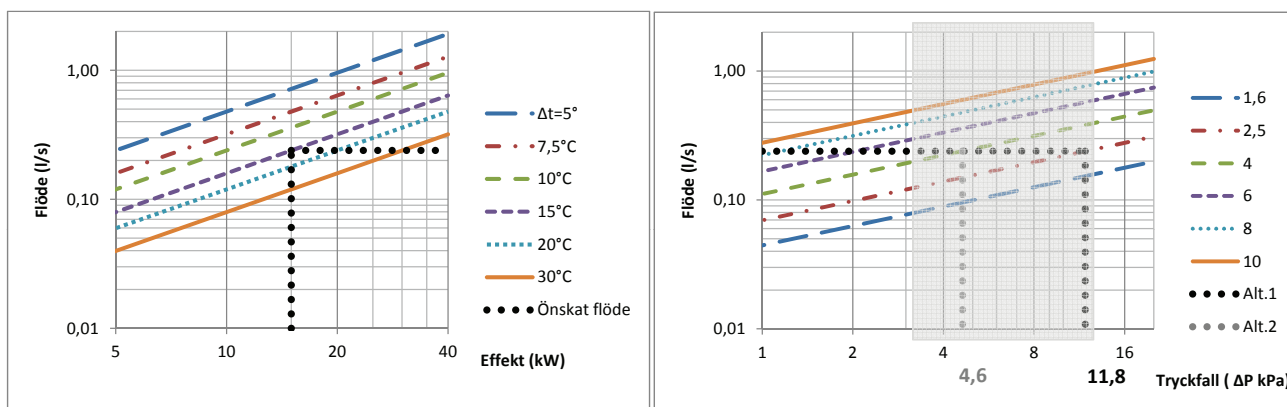 Flöde (l/s)
1,00
0,10
0,01
5
10
20
40
Effekt (kW)
Δt=5°
7,5°C
10°C
15°C
20°C
30°C
Önskat flöde
Flöde (l/s)
1,00
0,10
0,01
1
2
4
8
16
4,6
11,8
Tryckfall ( ΔP kPa)
1,6
2,5
4
6
8
10
Alt.1
Alt.2